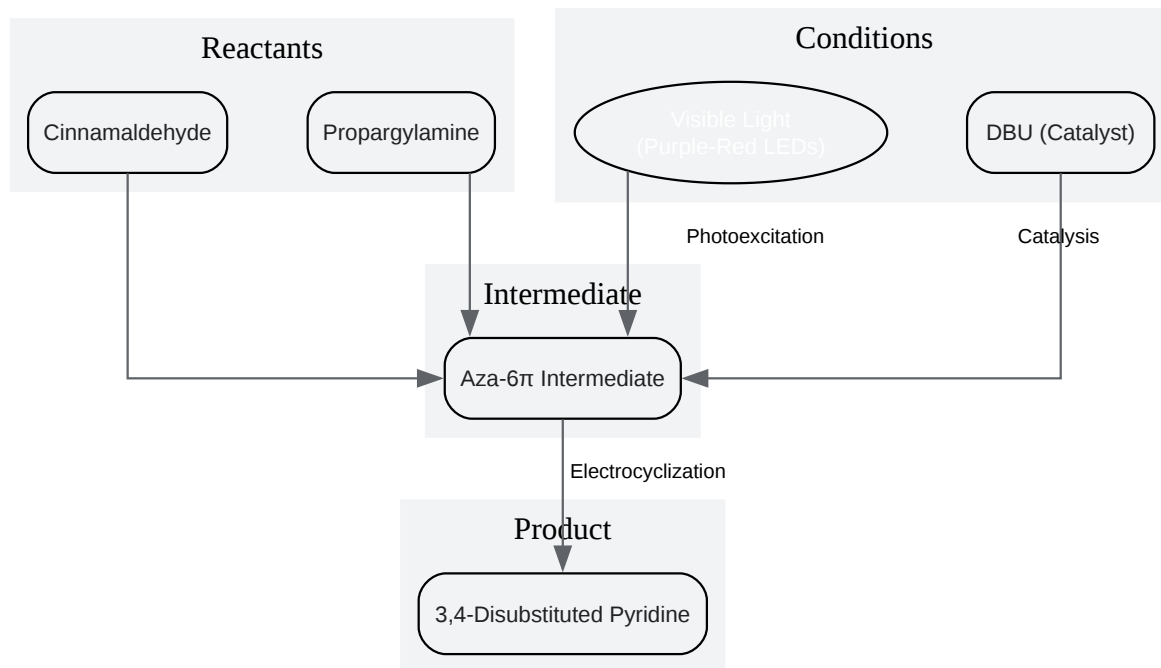 Reactants
Conditions
Cinnamaldehyde
Propargylamine
Visible Light
(Purple-Red LEDs)
DBU (Catalyst)
Photoexcitation
Catalysis
Intermediate
Aza-6π Intermediate
Electrocyclization
Product
3,4-Disubstituted Pyridine